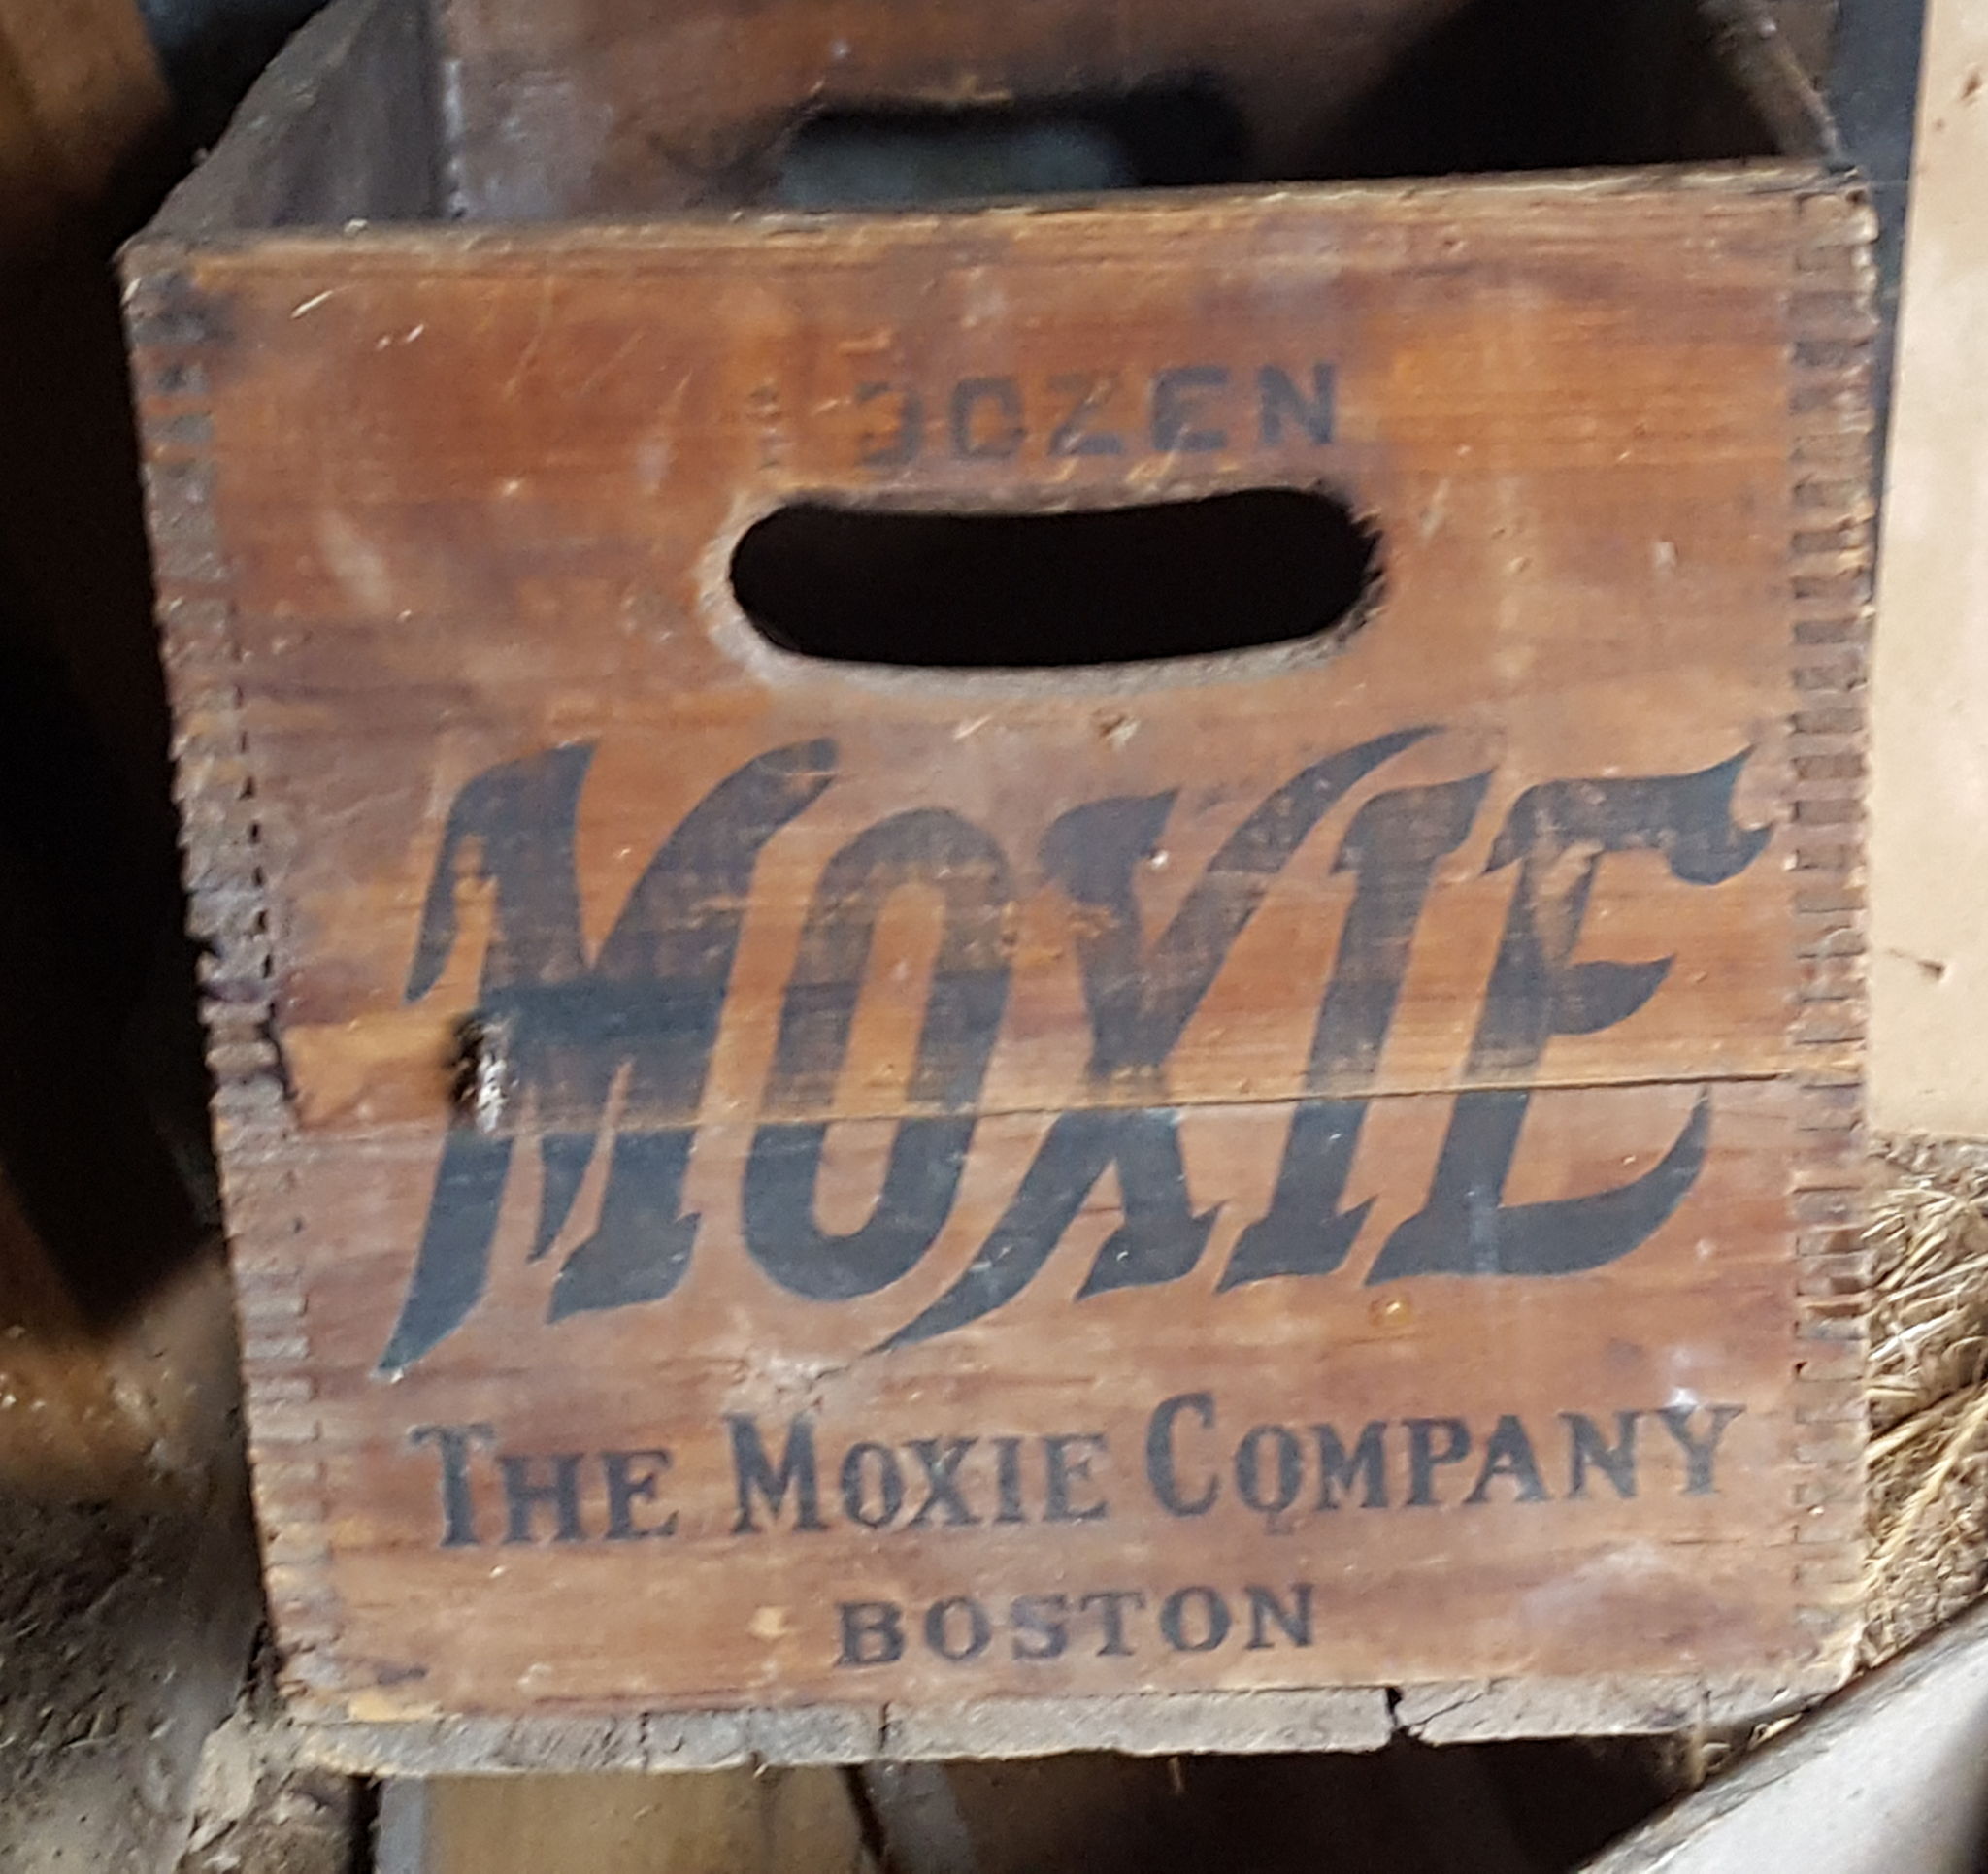 DOZEN
MOXIE
THE MOXIE COMPANY
BOSTON